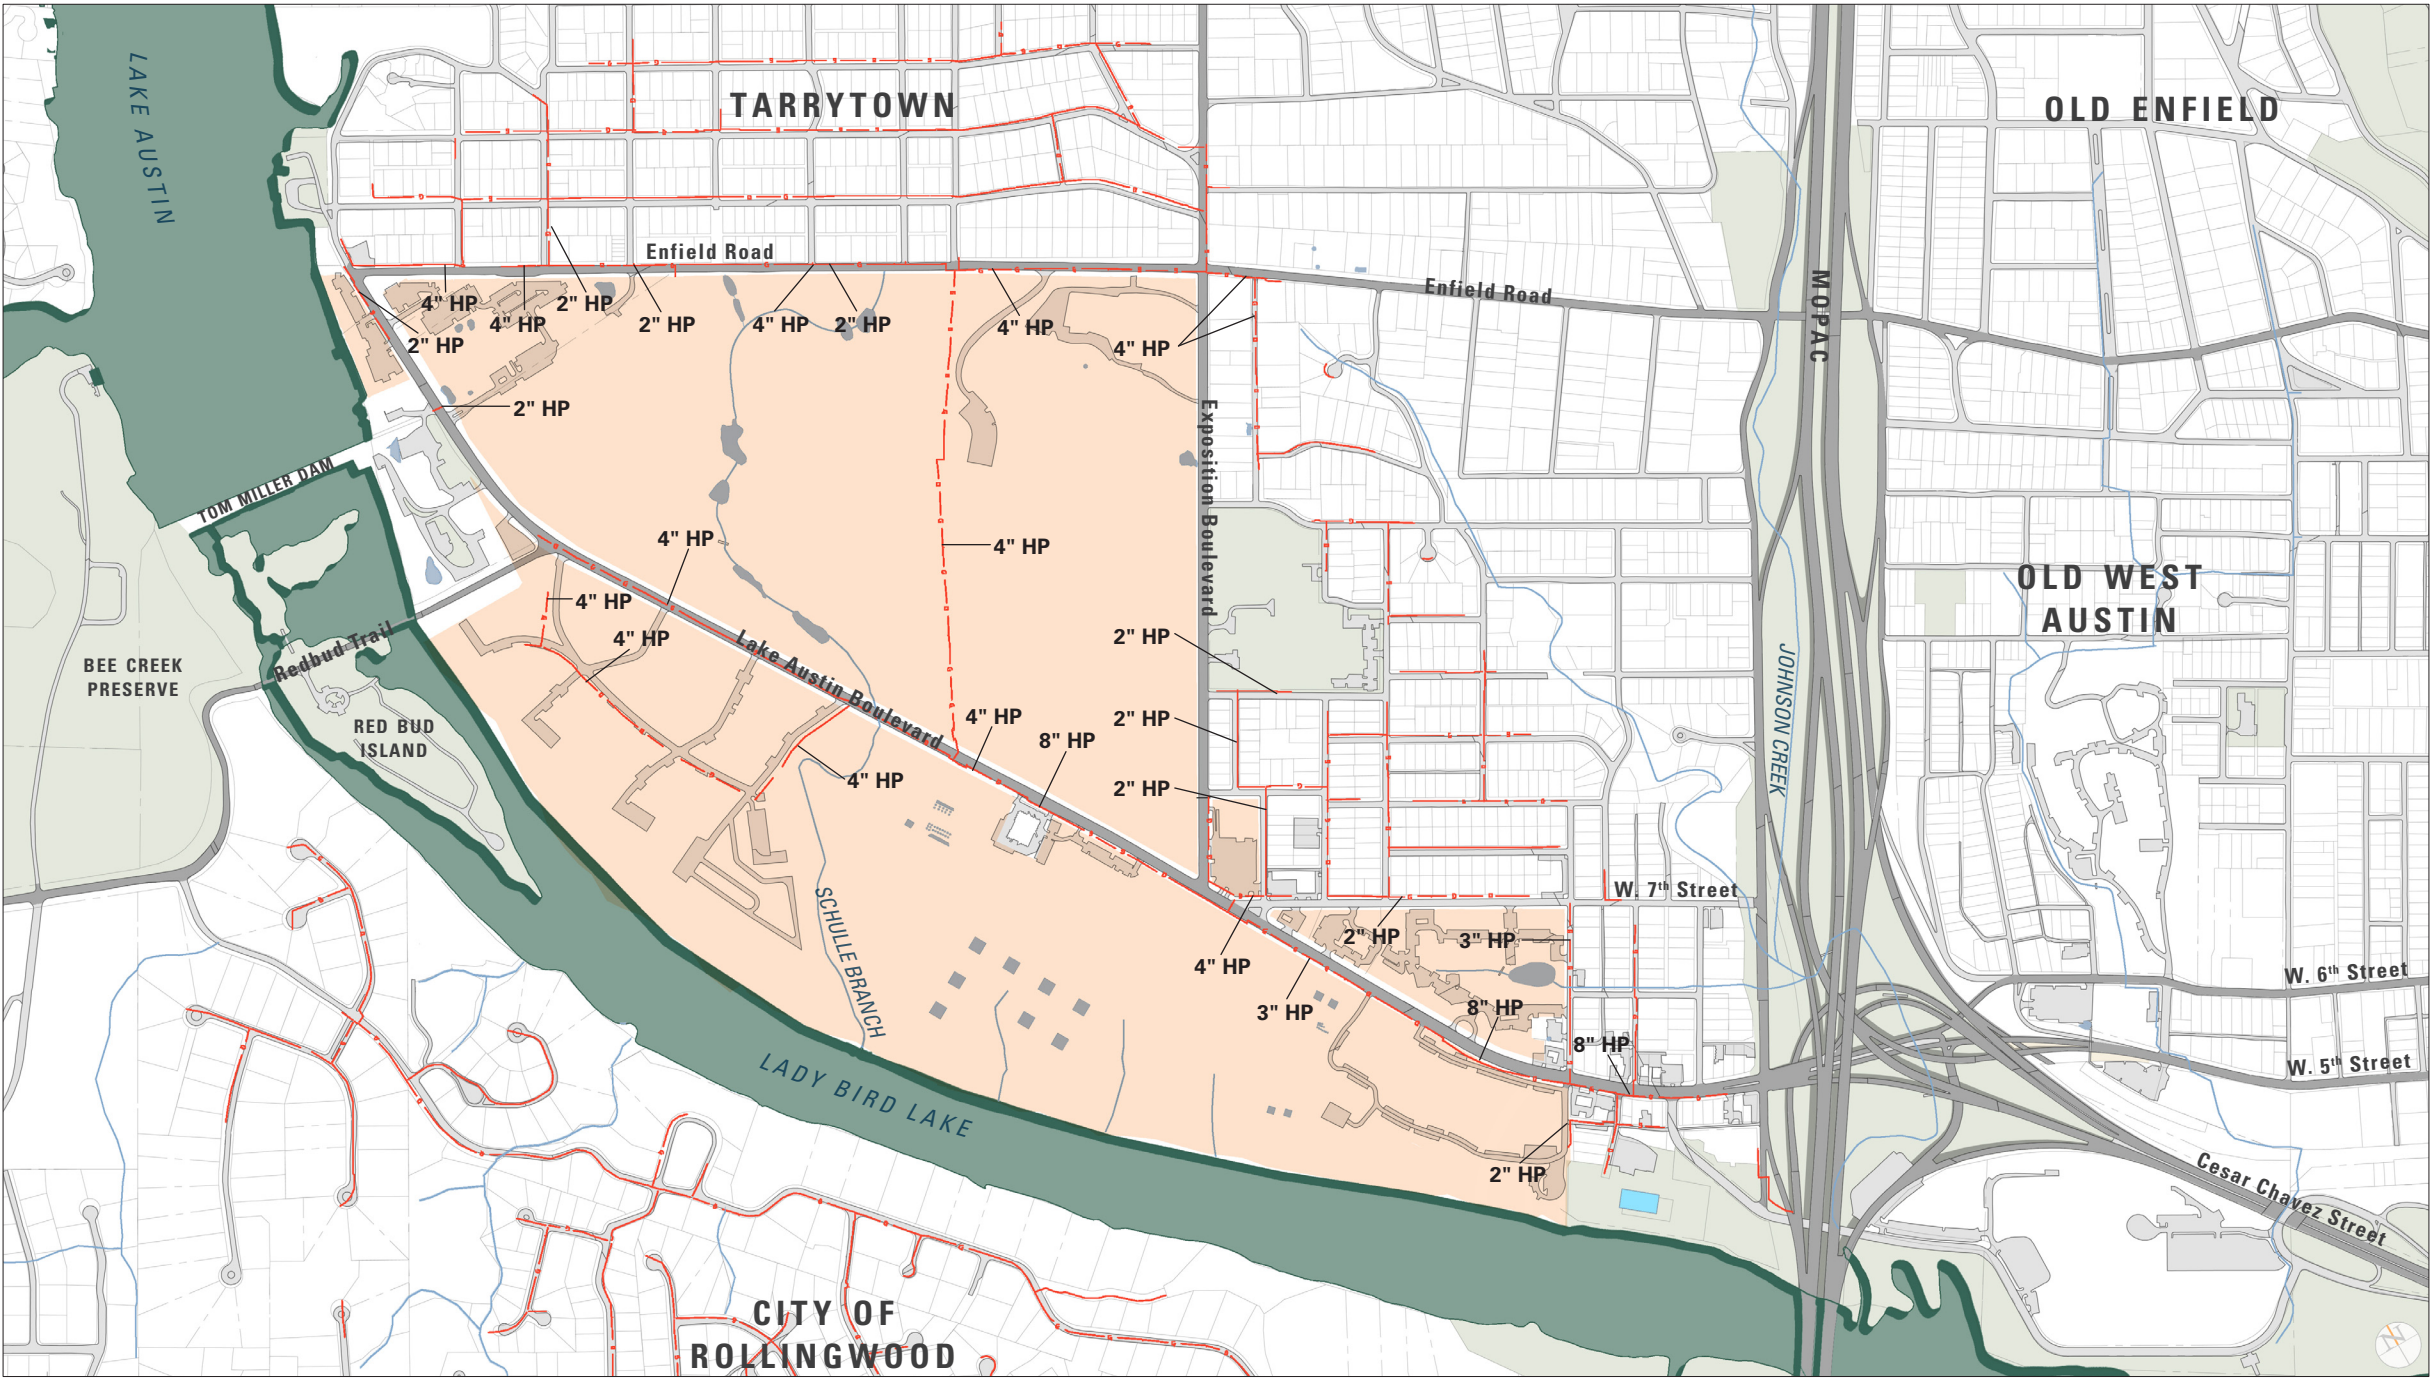 LAKE AUSTIN
TARRYTOWN
OLD ENFIELD
Enfield Road
Enfield Road
MOPAC
4" HP
4" HP
2" HP
2" HP
4" HP
2" HP
4" HP
4" HP
2" HP
2" HP
Exposition Boulevard
TOM MILLER DAM
4" HP
4" HP
4" HP
4" HP
OLD WEST
AUSTIN
BEE CREEK
PRESERVE
Redbud Trail
RED BUD
ISLAND
Lake Austin Boulevard
2" HP
2" HP
2" HP
JOHNSON CREEK
4" HP
8" HP
4" HP
SCHULLE BRANCH
W. 7th Street
2" HP
3" HP
4" HP
3" HP
8" HP
8" HP
2" HP
W. 6th Street
W. 5th Street
LADY BIRD LAKE
Cesar Chavez Street
CITY OF
ROLLINGWOOD
N